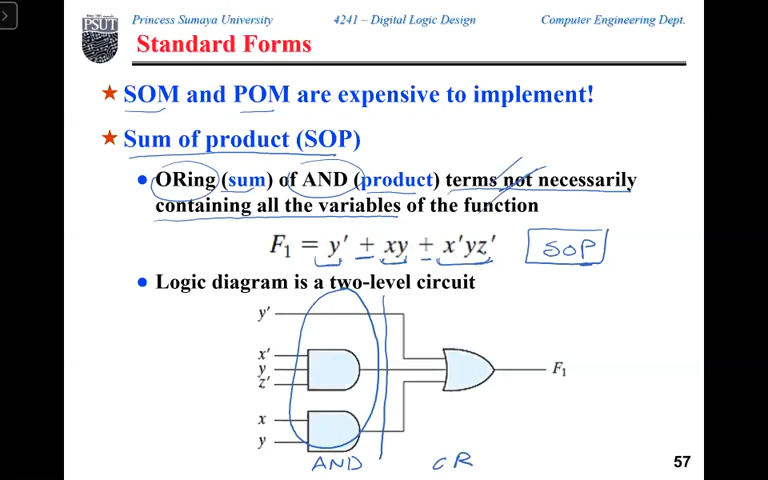 Princess Sumaya University 4241 – Digital Logic Design Computer Engineering Dept.
PSUT
Standard Forms
SOM and POM are expensive to implement!
Sum of product (SOP)
ORing (sum) of AND (product) terms not necessarily
containing all the variables of the function
F₁ = y′ + xy + x′yz′ SOP
Logic diagram is a two-level circuit
y′
x′
y
z′
F₁
x
y
AND OR
57